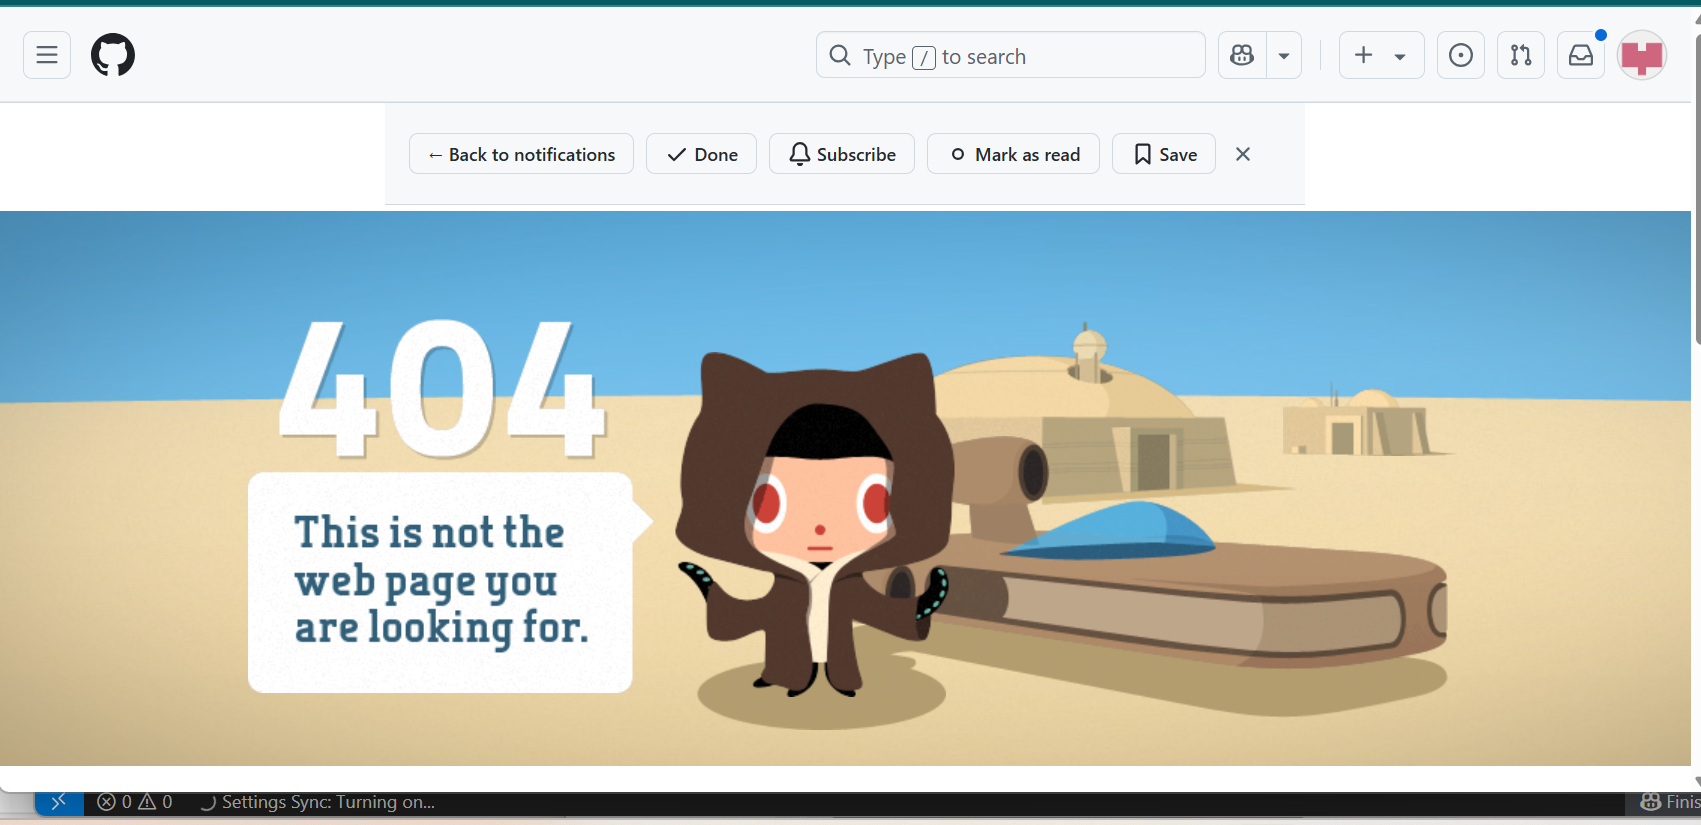 Type / to search
← Back to notifications
Done
Subscribe
Mark as read
Save
404
This is not the
web page you
are looking for.
0
0
Settings Sync: Turning on...
Finis